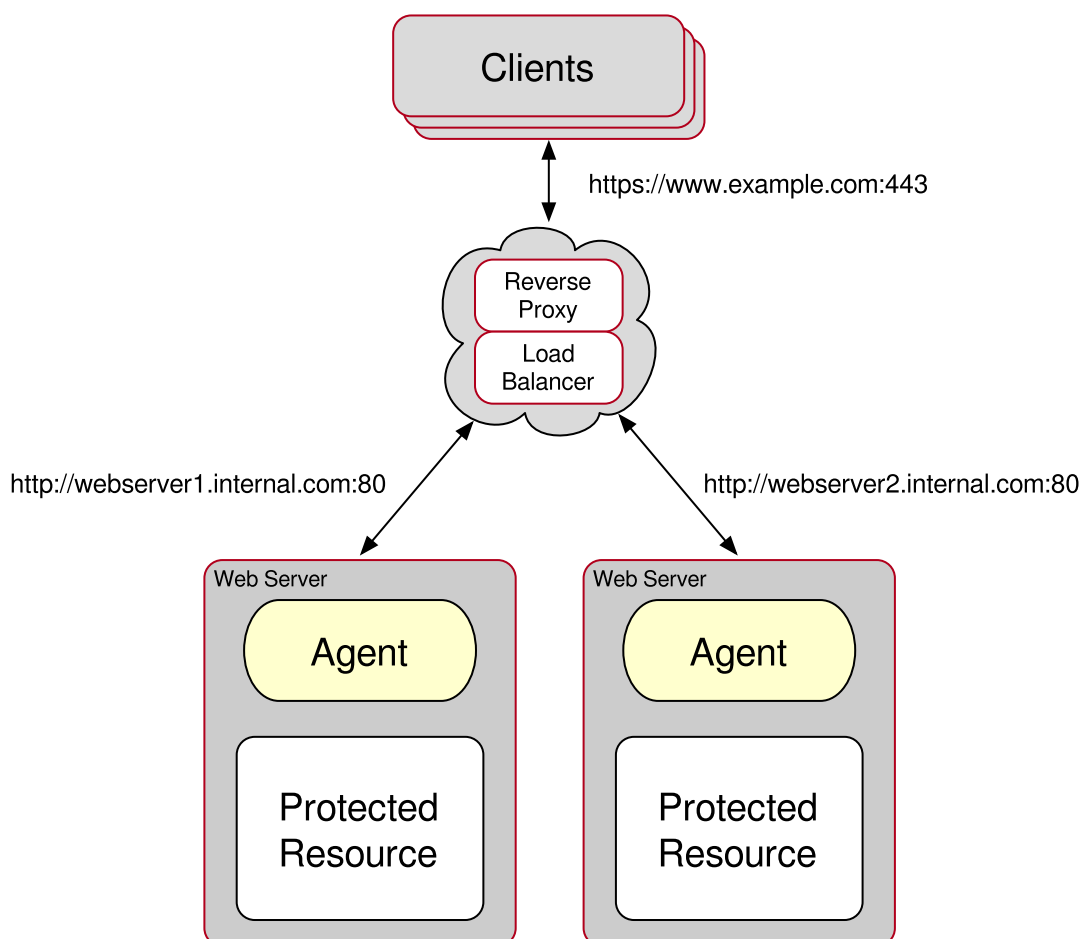 Clients
https://www.example.com:443
Reverse
Proxy
Load
Balancer
http://webserver1.internal.com:80
http://webserver2.internal.com:80
Web Server
Agent
Protected
Resource
Web Server
Agent
Protected
Resource